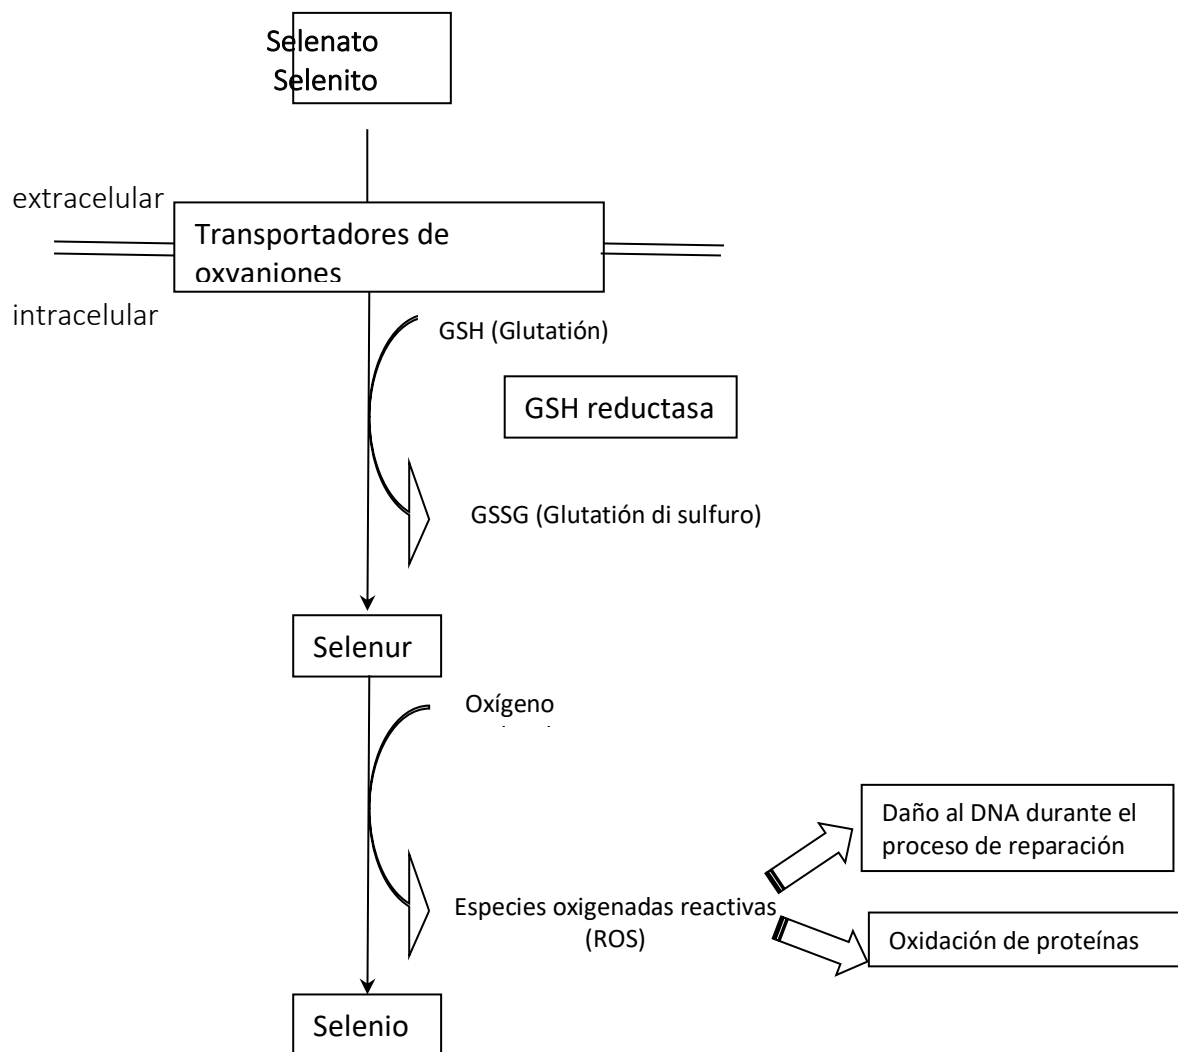 Selenato
Selenito
extracelular
Transportadores de
oxyaniones
intracelular
GSH (Glutatión)
GSH reductasa
GSSG (Glutatión di sulfuro)
Selenur
Oxígeno
Daño al DNA durante el
proceso de reparación
Especies oxigenadas reactivas
(ROS)
Oxidación de proteínas
Selenio